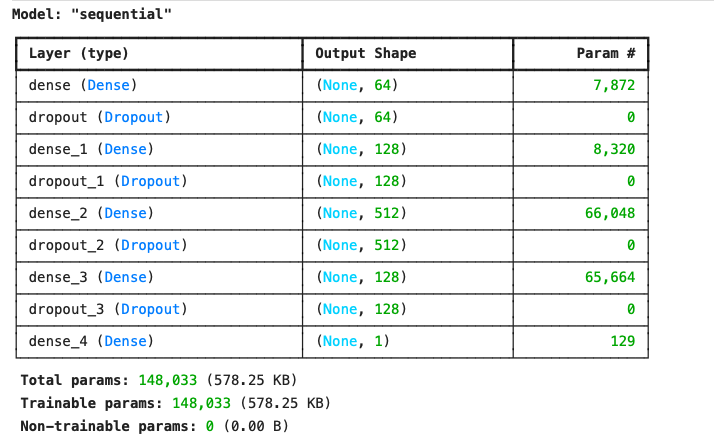 Model: "sequential"
Layer (type) Output Shape Param #
dense (Dense) (None, 64) 7,872
dropout (Dropout) (None, 64) 0
dense_1 (Dense) (None, 128) 8,320
dropout_1 (Dropout) (None, 128) 0
dense_2 (Dense) (None, 512) 66,048
dropout_2 (Dropout) (None, 512) 0
dense_3 (Dense) (None, 128) 65,664
dropout_3 (Dropout) (None, 128) 0
dense_4 (Dense) (None, 1) 129
Total params: 148,033 (578.25 KB)
Trainable params: 148,033 (578.25 KB)
Non-trainable params: 0 (0.00 B)